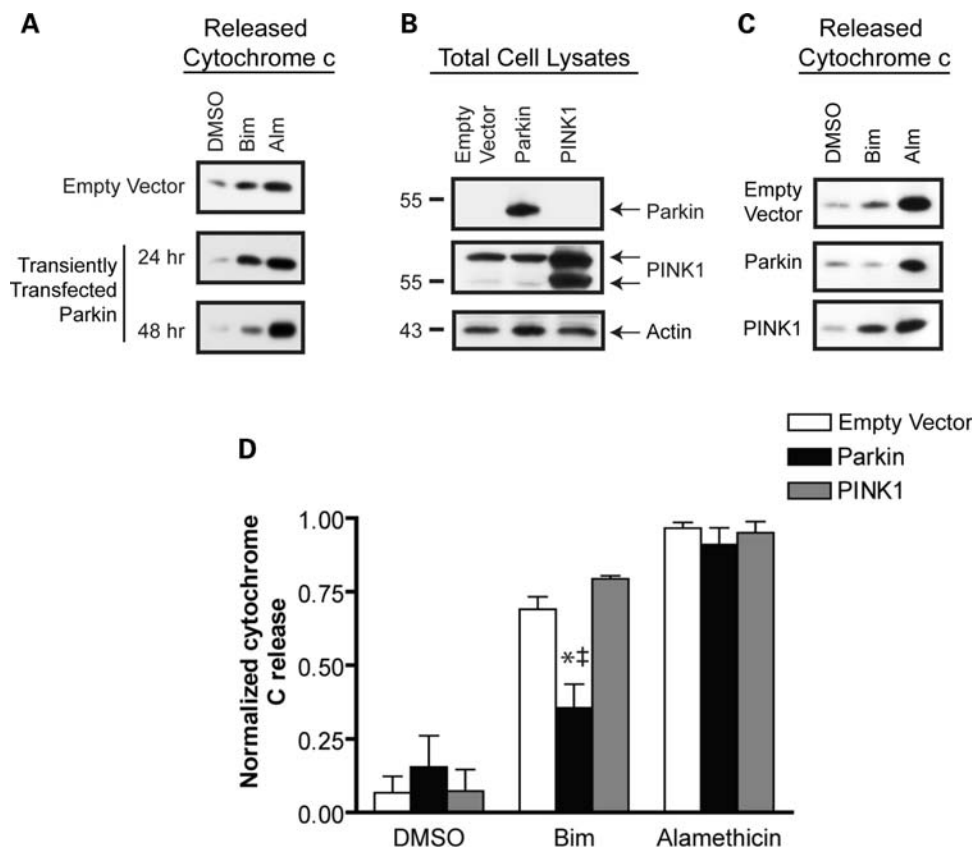 A
Released
Cytochrome c
DMSO
Bim
Alm
Empty Vector
Transiently
Transfected
Parkin
24 hr
48 hr
B
Total Cell Lysates
Empty
Vector
Parkin
PINK1
55
Parkin
55
PINK1
43
Actin
C
Released
Cytochrome c
DMSO
Bim
Alm
Empty
Vector
Parkin
PINK1
D
Empty Vector
Parkin
PINK1
Normalized cytochrome
C release
1.00
0.75
0.50
0.25
0.00
*‡
DMSO
Bim
Alamethicin